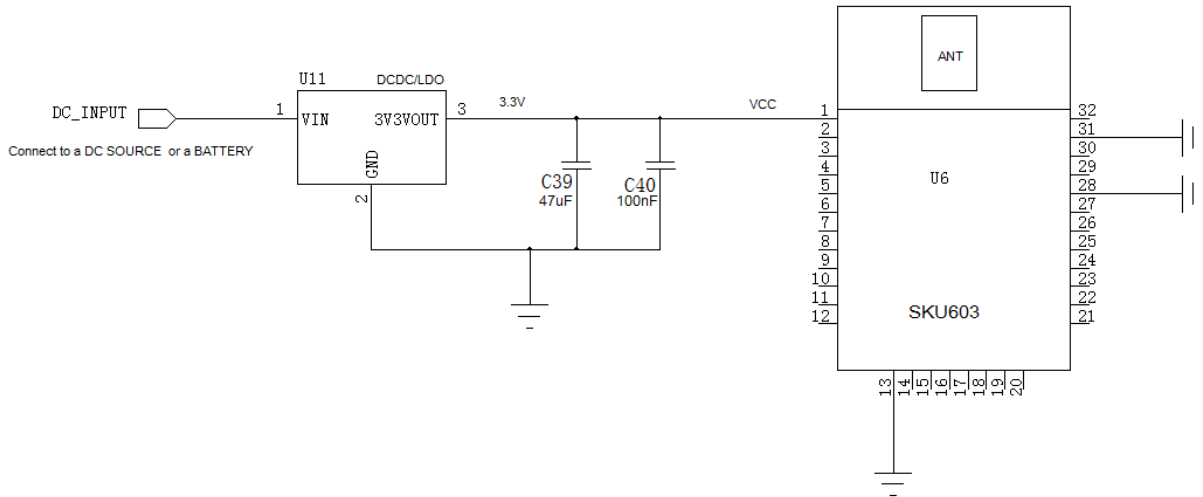 ANT
U11
DCDC/LDO
DC_INPUT
1
VIN
3V3VOUT
3
3.3V
VCC
GND
2
Connect to a DC SOURCE or a BATTERY
C39
47uF
C40
100nF
1
2
3
4
5
6
7
8
9
10
11
12
U6
SKU603
32
31
30
29
28
27
26
25
24
23
22
21
13
14
15
16
17
18
19
20